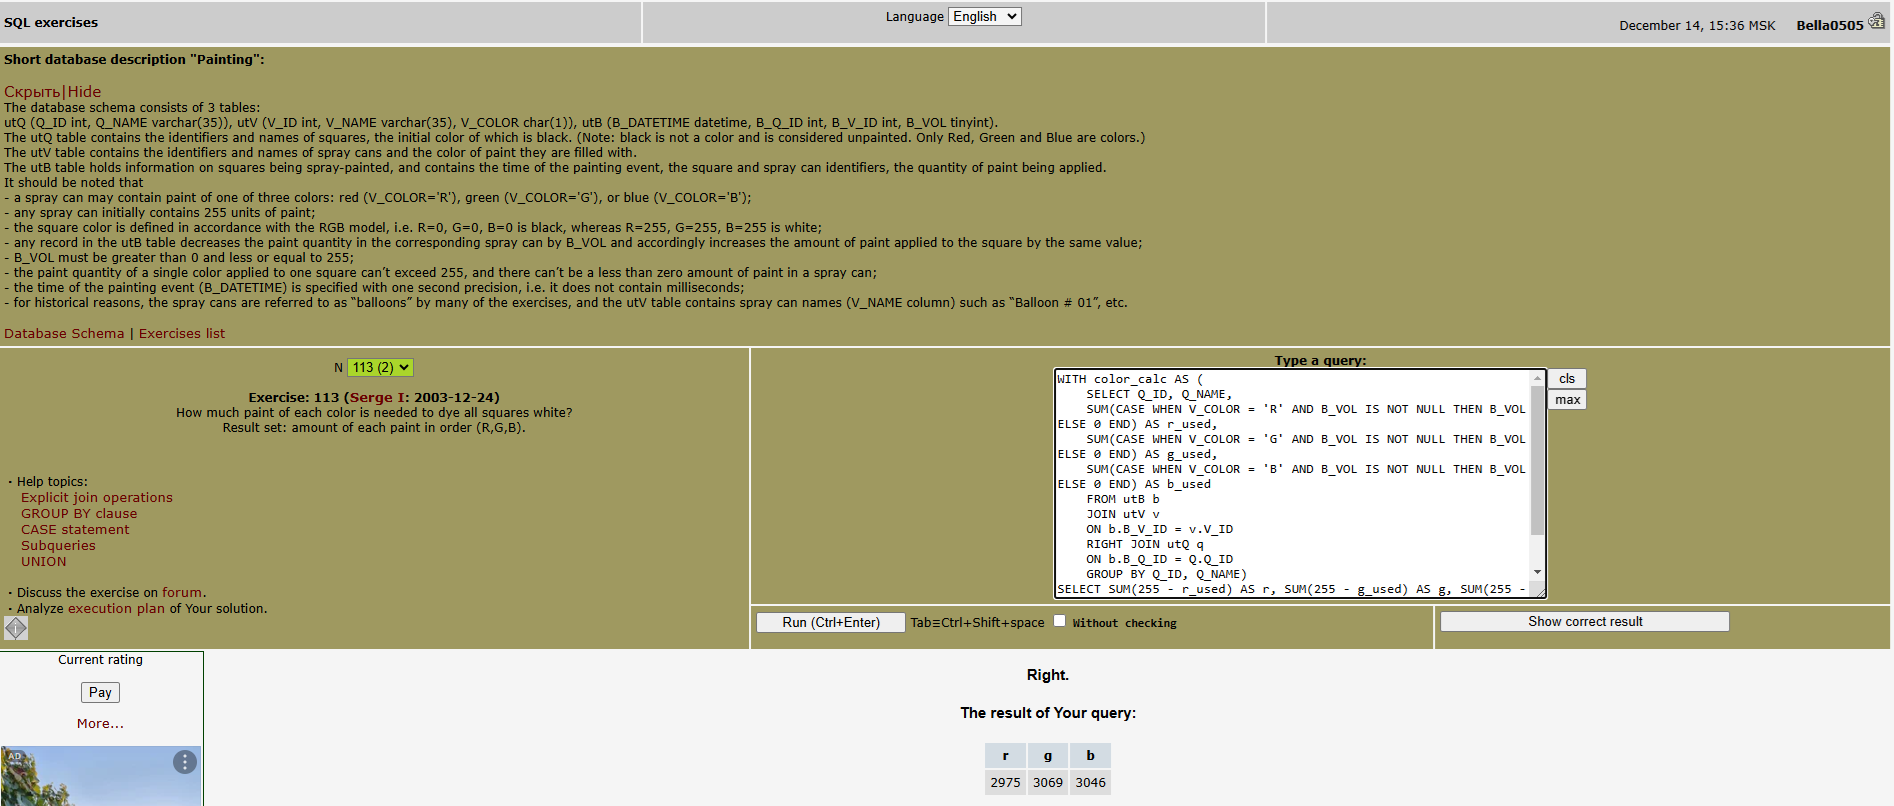 SQL exercises
Language English
December 14, 15:36 MSK Bella0505
Short database description "Painting":
Скрыть|Hide
The database schema consists of 3 tables:
utQ (Q_ID int, Q_NAME varchar(35)), utV (V_ID int, V_NAME varchar(35), V_COLOR char(1)), utB (B_DATETIME datetime, B_Q_ID int, B_V_ID int, B_VOL tinyint).
The utQ table contains the identifiers and names of squares, the initial color of which is black. (Note: black is not a color and is considered unpainted. Only Red, Green and Blue are colors.)
The utV table contains the identifiers and names of spray cans and the color of paint they are filled with.
The utB table holds information on squares being spray-painted, and contains the time of the painting event, the square and spray can identifiers, the quantity of paint being applied.
It should be noted that
- a spray can may contain paint of one of three colors: red (V_COLOR='R'), green (V_COLOR='G'), or blue (V_COLOR='B');
- any spray can initially contains 255 units of paint;
- the square color is defined in accordance with the RGB model, i.e. R=0, G=0, B=0 is black, whereas R=255, G=255, B=255 is white;
- any record in the utB table decreases the paint quantity in the corresponding spray can by B_VOL and accordingly increases the amount of paint applied to the square by the same value;
- B_VOL must be greater than 0 and less or equal to 255;
- the paint quantity of a single color applied to one square can’t exceed 255, and there can’t be a less than zero amount of paint in a spray can;
- the time of the painting event (B_DATETIME) is specified with one second precision, i.e. it does not contain milliseconds;
- for historical reasons, the spray cans are referred to as “balloons” by many of the exercises, and the utV table contains spray can names (V_NAME column) such as “Balloon # 01”, etc.
Database Schema | Exercises list
N 113 (2)
Exercise: 113 (Serge I: 2003-12-24)
How much paint of each color is needed to dye all squares white?
Result set: amount of each paint in order (R,G,B).
· Help topics:
Explicit join operations
GROUP BY clause
CASE statement
Subqueries
UNION
· Discuss the exercise on forum.
· Analyze execution plan of Your solution.
Type a query:
WITH color_calc AS (
SELECT Q_ID, Q_NAME,
SUM(CASE WHEN V_COLOR = 'R' AND B_VOL IS NOT NULL THEN B_VOL
ELSE 0 END) AS r_used,
SUM(CASE WHEN V_COLOR = 'G' AND B_VOL IS NOT NULL THEN B_VOL
ELSE 0 END) AS g_used,
SUM(CASE WHEN V_COLOR = 'B' AND B_VOL IS NOT NULL THEN B_VOL
ELSE 0 END) AS b_used
FROM utB b
JOIN utV v
ON b.B_V_ID = v.V_ID
RIGHT JOIN utQ q
ON b.B_Q_ID = Q.Q_ID
GROUP BY Q_ID, Q_NAME)
SELECT SUM(255 - r_used) AS r, SUM(255 - g_used) AS g, SUM(255 -
cls
max
Run (Ctrl+Enter) Tab≡Ctrl+Shift+space Without checking
Show correct result
Current rating
Pay
More...
AD
Right.
The result of Your query:
r g b
2975 3069 3046